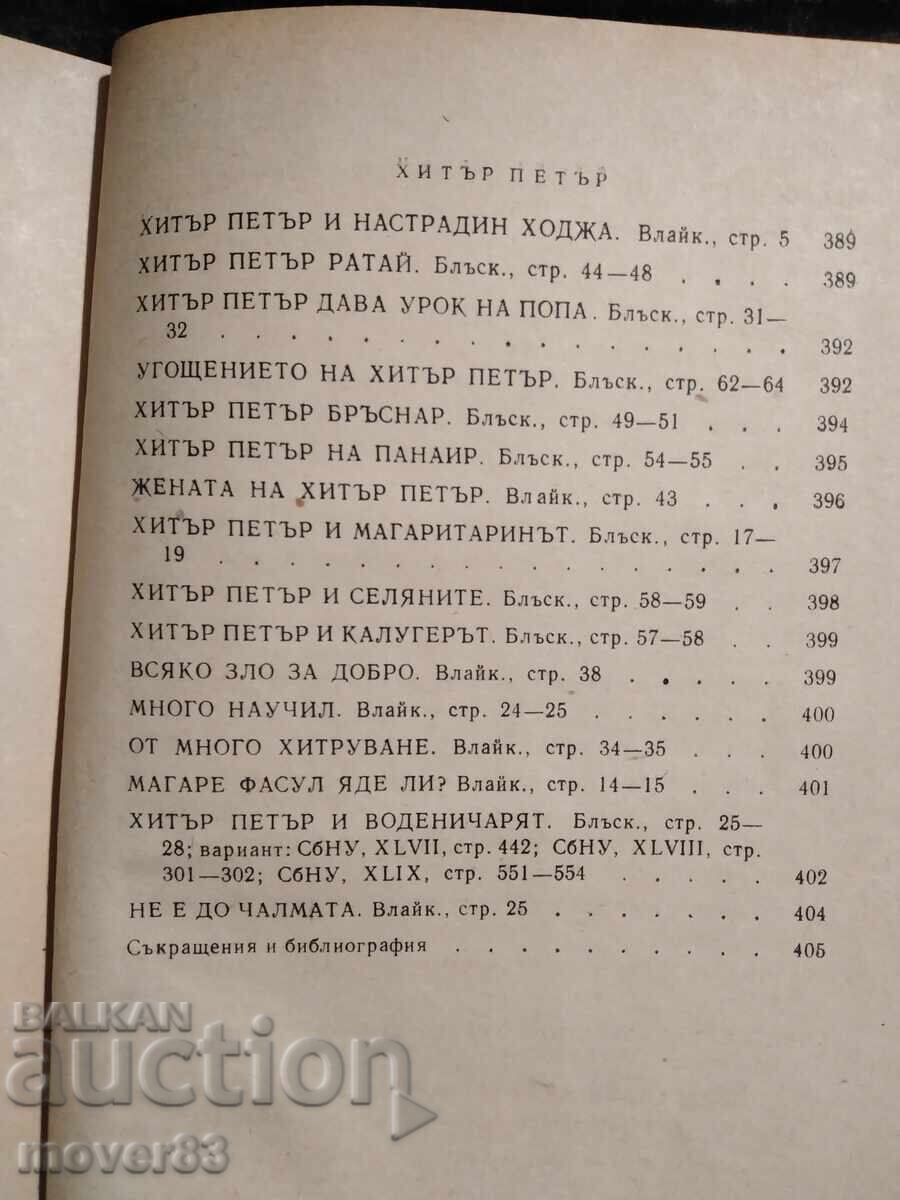 ХИТЪР ПЕТЪР
ХИТЪР ПЕТЪР И НАСТРАДИН ХОДЖА. Влайк., стр. 5 389
ХИТЪР ПЕТЪР РАТАЙ. Блъск., стр. 44—48 . . . . 389
ХИТЪР ПЕТЪР ДАВА УРОК НА ПОПА. Блъск., стр. 31—
32 . . . . . . . . . . . . . . . . . 392
УГОЩЕНИЕТО НА ХИТЪР ПЕТЪР. Блъск., стр. 62—64 392
ХИТЪР ПЕТЪР БРЪСНАР. Блъск., стр. 49—51 . . . 394
ХИТЪР ПЕТЪР НА ПАНАИР. Блъск., стр. 54—55 . . 395
ЖЕНАТА НА ХИТЪР ПЕТЪР. Влайк., стр. 43 . . . 396
ХИТЪР ПЕТЪР И МАГАРИТАРИНЪТ. Блъск., стр. 17—
19 . . . . . . . . . . . . . . . . . 397
ХИТЪР ПЕТЪР И СЕЛЯНИТЕ. Блъск., стр. 58—59 . . 398
ХИТЪР ПЕТЪР И КАЛУГЕРЪТ. Блъск., стр. 57—58 . . 399
ВСЯКО ЗЛО ЗА ДОБРО. Влайк., стр. 38 . . . . . 399
МНОГО НАУЧИЛ. Влайк., стр. 24—25 . . . . . . 400
ОТ МНОГО ХИТРУВАНЕ. Влайк., стр. 34—35 . . . 400
МАГАРЕ ФАСУЛ ЯДЕ ЛИ? Влайк., стр. 14—15 . . . 401
ХИТЪР ПЕТЪР И ВОДЕНИЧАРЯТ. Блъск., стр. 25—
28; вариант: СбНУ, XLVII, стр. 442; СбНУ, XLVIII, стр.
301—302; СбНУ, XLIX, стр. 551—554 . . . . . 402
НЕ Е ДО ЧАЛМАТА. Влайк., стр. 25 . . . . . . . 404
Съкращения и библиография . . . . . . . . . 405
BALKAN
auction
mover83